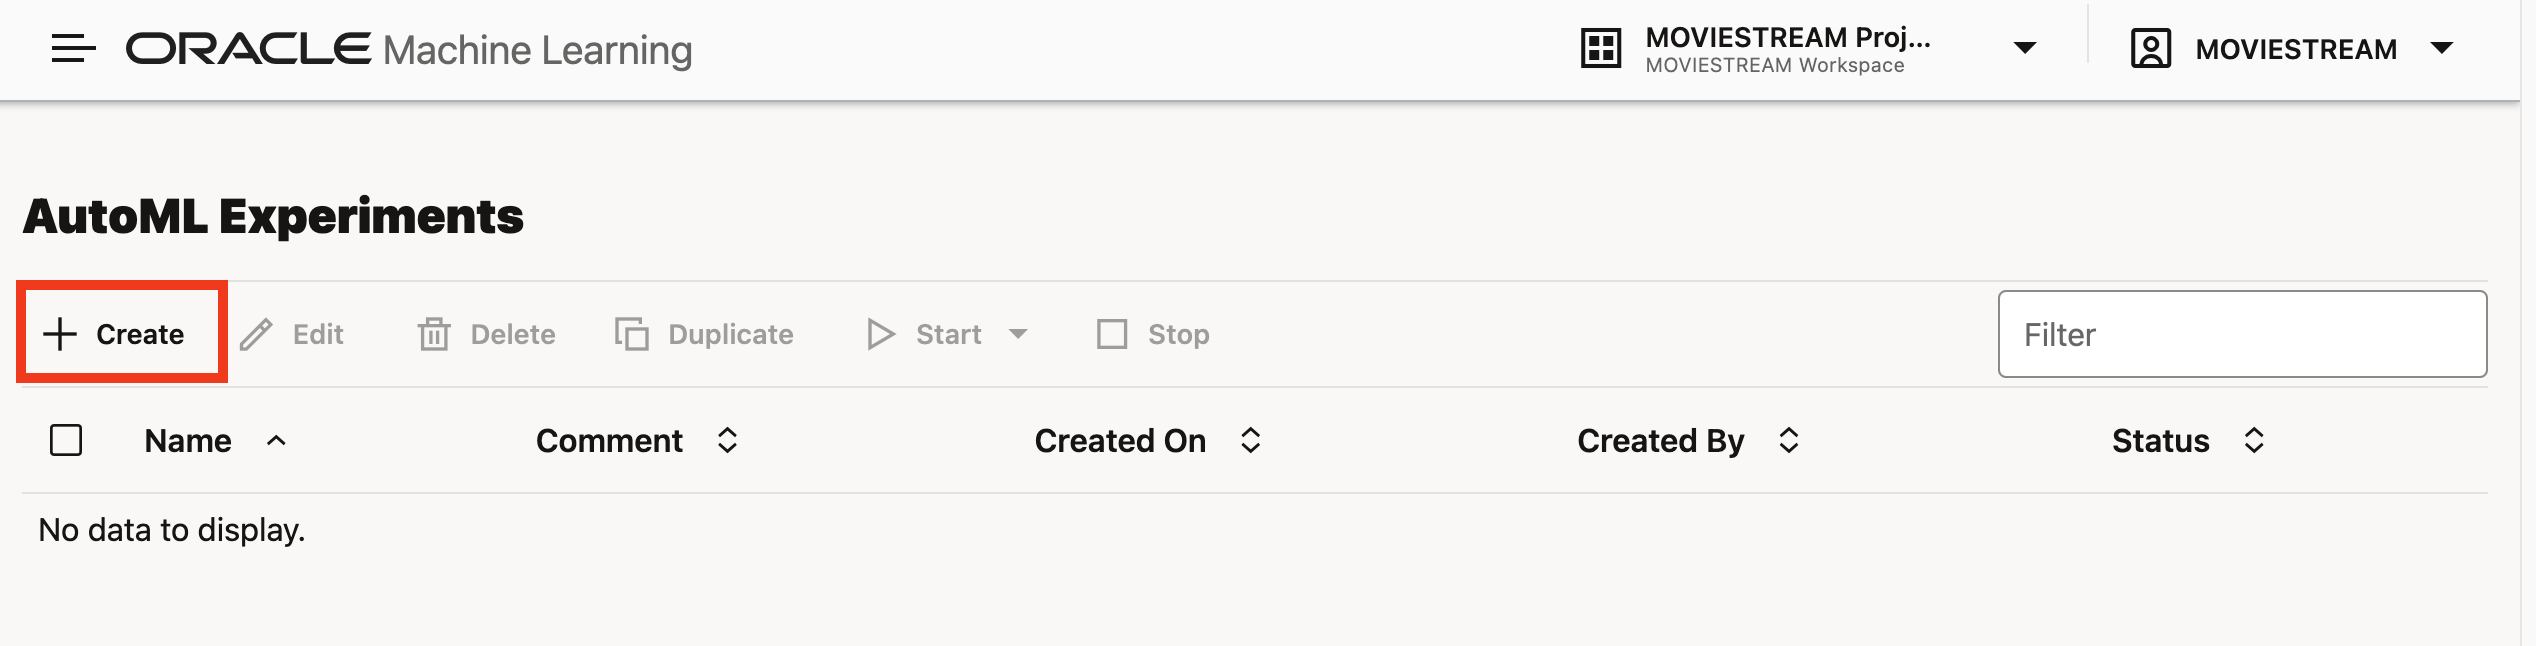 ORACLE Machine Learning
MOVIESTREAM Proj...
MOVIESTREAM Workspace
MOVIESTREAM
AutoML Experiments
Create Edit Delete Duplicate Start Stop Filter
Name Comment Created On Created By Status
No data to display.